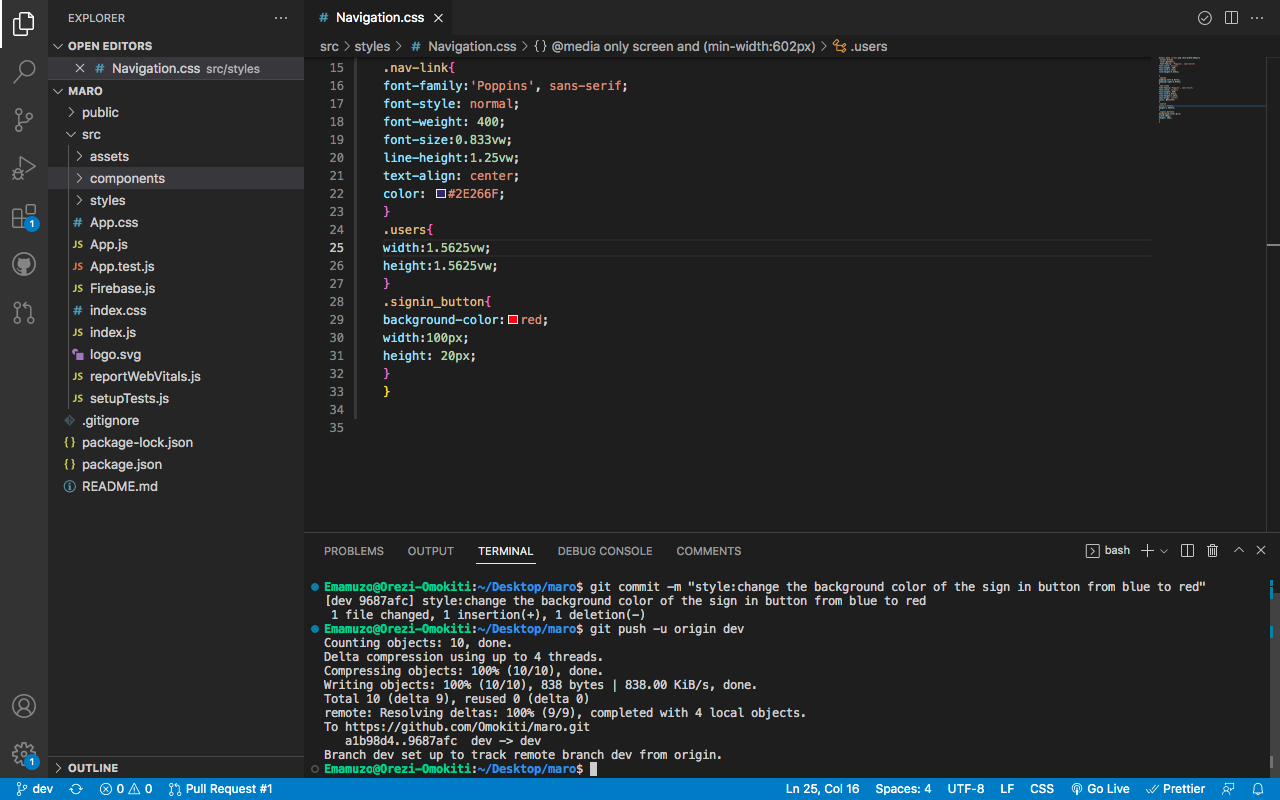 EXPLORER
OPEN EDITORS
# Navigation.css src/styles
MARO
public
src
assets
components
styles
# App.css
JS App.js
JS App.test.js
JS Firebase.js
# index.css
JS index.js
logo.svg
JS reportWebVitals.js
JS setupTests.js
.gitignore
{} package-lock.json
{} package.json
README.md
OUTLINE
1
1
# Navigation.css
src > styles > # Navigation.css > {} @media only screen and (min-width:602px) > .users
15 .nav-link{
16 font-family:'Poppins', sans-serif;
17 font-style: normal;
18 font-weight: 400;
19 font-size:0.833vw;
20 line-height:1.25vw;
21 text-align: center;
22 color: #2E266F;
23 }
24 .users{
25 width:1.5625vw;
26 height:1.5625vw;
27 }
28 .signin_button{
29 background-color:red;
30 width:100px;
31 height: 20px;
32 }
33 }
34
35
PROBLEMS OUTPUT TERMINAL DEBUG CONSOLE COMMENTS bash
Emamuzo@Orezi-Omokiti:~/Desktop/maro$ git commit -m "style:change the background color of the sign in button from blue to red"
[dev 9687afc] style:change the background color of the sign in button from blue to red
1 file changed, 1 insertion(+), 1 deletion(-)
Emamuzo@Orezi-Omokiti:~/Desktop/maro$ git push -u origin dev
Counting objects: 10, done.
Delta compression using up to 4 threads.
Compressing objects: 100% (10/10), done.
Writing objects: 100% (10/10), 838 bytes | 838.00 KiB/s, done.
Total 10 (delta 9), reused 0 (delta 0)
remote: Resolving deltas: 100% (9/9), completed with 4 local objects.
To https://github.com/Omokiti/maro.git
a1b98d4..9687afc dev -> dev
Branch dev set up to track remote branch dev from origin.
Emamuzo@Orezi-Omokiti:~/Desktop/maro$
dev 0 0 Pull Request #1 Ln 25, Col 16 Spaces: 4 UTF-8 LF CSS Go Live Prettier